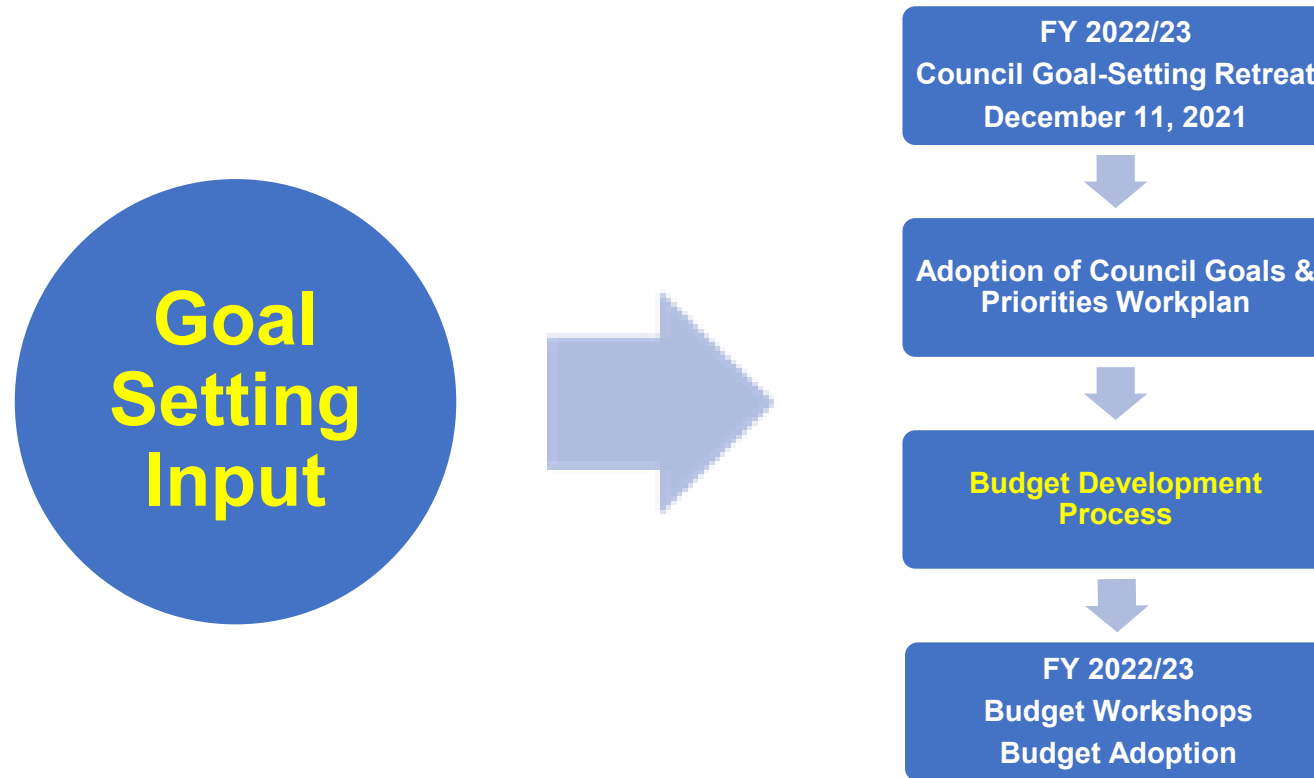 Goal
Setting
Input
FY 2022/23
Council Goal-Setting Retreat
December 11, 2021
Adoption of Council Goals &
Priorities Workplan
Budget Development
Process
FY 2022/23
Budget Workshops
Budget Adoption